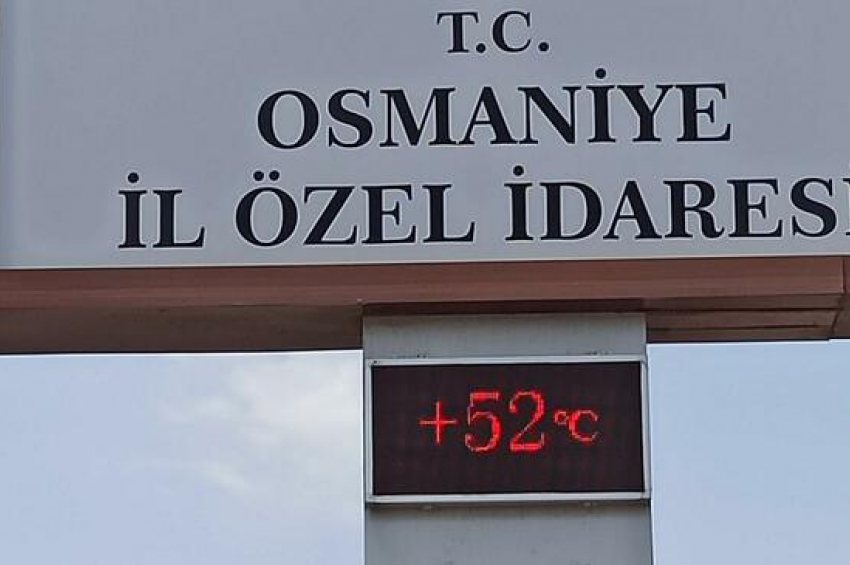 T.C.
OSMANİYE
İL ÖZEL İDARESİ
+52°C